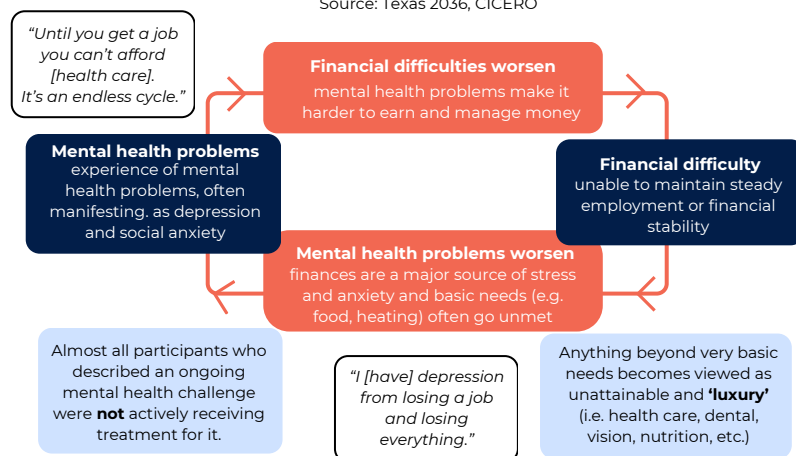 Source: Texas 2036, CICERO
“Until you get a job
you can’t afford
[health care].
It’s an endless cycle.”
Financial difficulties worsen
mental health problems make it
harder to earn and manage money
Mental health problems
experience of mental
health problems, often
manifesting. as depression
and social anxiety
Financial difficulty
unable to maintain steady
employment or financial
stability
Mental health problems worsen
finances are a major source of stress
and anxiety and basic needs (e.g.
food, heating) often go unmet
Almost all participants who
described an ongoing
mental health challenge
were not actively receiving
treatment for it.
“I [have] depression
from losing a job
and losing
everything.”
Anything beyond very basic
needs becomes viewed as
unattainable and ‘luxury’
(i.e. health care, dental,
vision, nutrition, etc.)